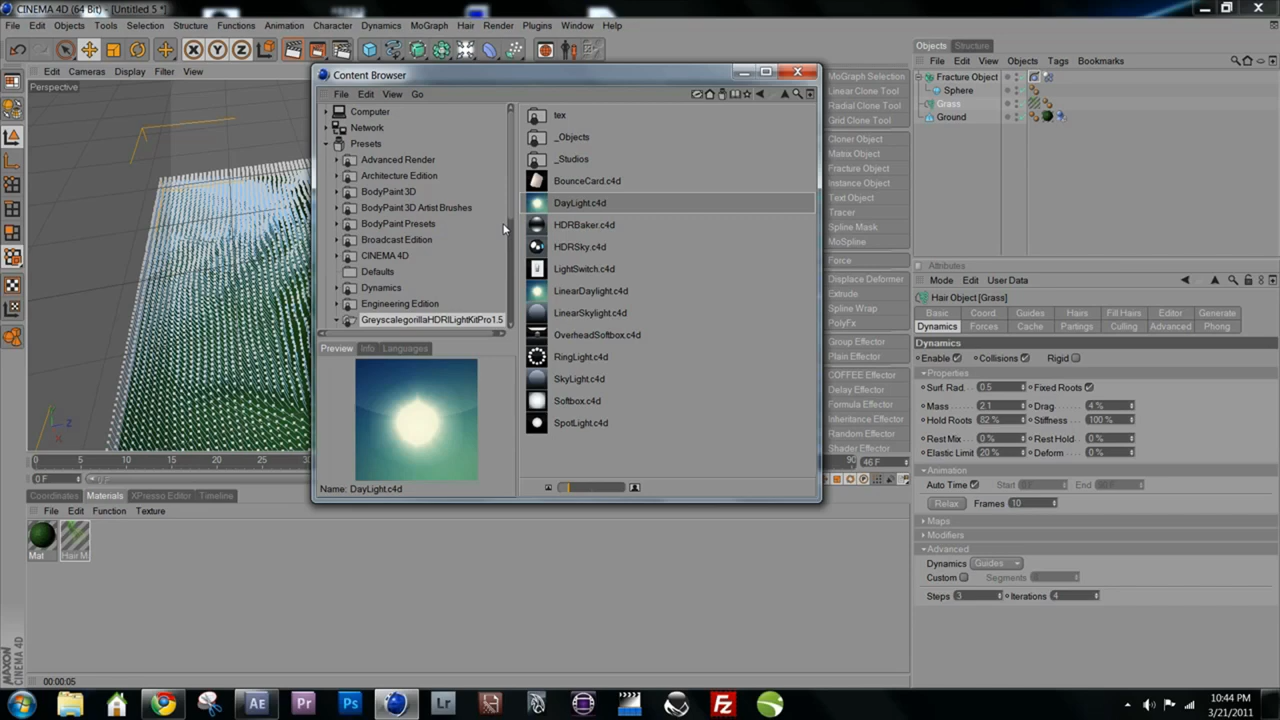 CINEMA 4D (64 Bit) - [Untitled 5 *]
File Edit Objects Tools Selection Structure Functions Animation Character Dynamics MoGraph Hair Render Plugins Window Help
X Y Z
Edit Cameras Display Filter View
Perspective
Z
K
0 5 10 15 20 25 30
90
0 F
0 F
46 F
Coordinates Materials XPresso Editor Timeline
File Edit Function Texture
Mat
Hair M
MAXON
CINEMA 4D
00:00:05
Content Browser
File Edit View Go
Computer
Network
Presets
Advanced Render
Architecture Edition
BodyPaint 3D
BodyPaint 3D Artist Brushes
BodyPaint Presets
Broadcast Edition
CINEMA 4D
Defaults
Dynamics
Engineering Edition
GreyscalegorillaHDRILightKitPro1.5
tex
_Objects
_Studios
BounceCard.c4d
DayLight.c4d
HDRBaker.c4d
HDRSky.c4d
LightSwitch.c4d
LinearDaylight.c4d
LinearSkylight.c4d
OverheadSoftbox.c4d
RingLight.c4d
SkyLight.c4d
Softbox.c4d
SpotLight.c4d
Preview Info Languages
Name: DayLight.c4d
MoGraph Selection
Linear Clone Tool
Radial Clone Tool
Grid Clone Tool
Cloner Object
Matrix Object
Fracture Object
Instance Object
Text Object
Tracer
Spline Mask
MoSpline
Force
Displace Deformer
Extrude
Spline Wrap
PolyFx
Group Effector
Plain Effector
COFFEE Effector
Delay Effector
Formula Effector
Inheritance Effector
Random Effector
Shader Effector
Objects Structure
File Edit View Objects Tags Bookmarks
Fracture Object
Sphere
Grass
Ground
Attributes
Mode Edit User Data
Hair Object [Grass]
Basic Coord Guides Fill Hairs Editor Generate
Dynamics Forces Hairs Advanced
Cache Partings Culling Phong
Dynamics
Enable Collisions Rigid
Properties
Surf. Rad. 0.5 Fixed Roots
Mass 2.1 Drag 4 %
Hold Roots 82 % Stiffness 100 %
Rest Mix 0 % Rest Hold 0 %
Elastic Limit 20 % Deform 0 %
Animation
Auto Time Start End
Relax Frames 10
Maps
Modifiers
Advanced
Dynamics Guides
Custom Segments
Steps 3 Iterations 4
Ae Pr Ps Lr Fz
10:44 PM
3/21/2011